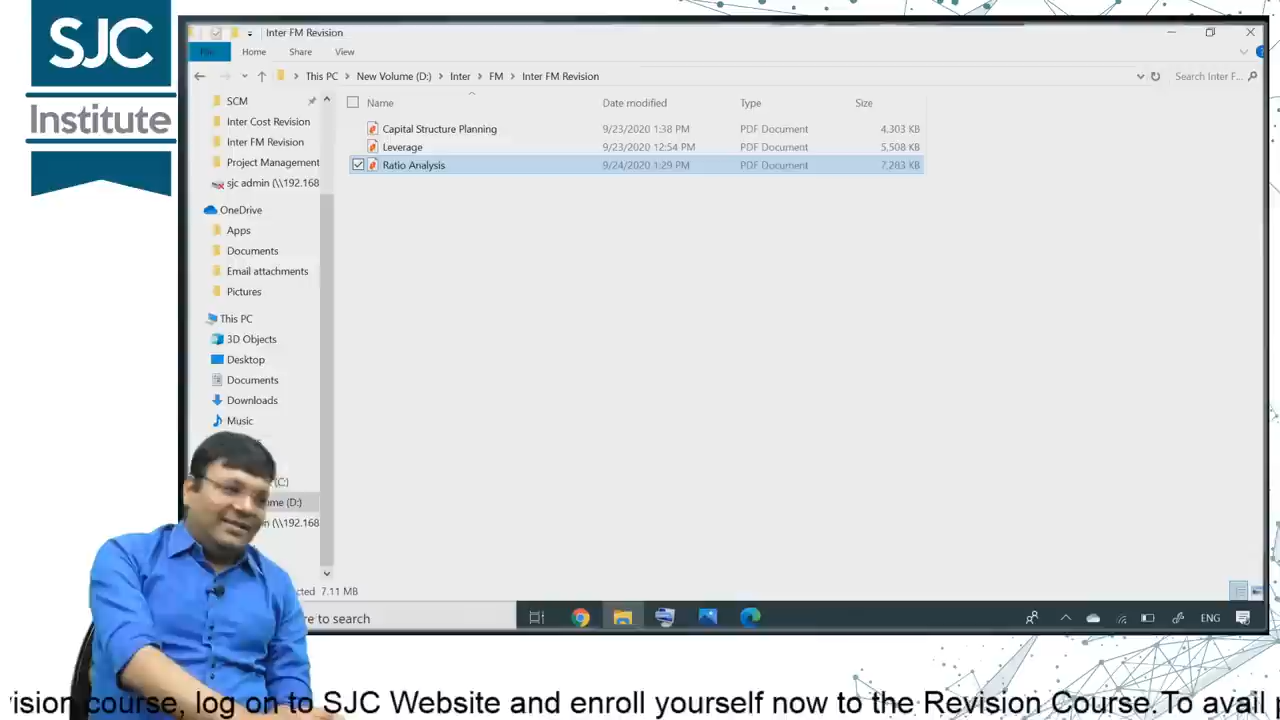 SJC
Institute
Inter FM Revision
File
Home
Share
View
This PC
New Volume (D:)
Inter
FM
Inter FM Revision
Search Inter F...
SCM
Inter Cost Revision
Inter FM Revision
Project Management
sjc admin (\\192.168
OneDrive
Apps
Documents
Email attachments
Pictures
This PC
3D Objects
Desktop
Documents
Downloads
Music
(C:)
ume (D:)
n (\\192.168
Name
Date modified
Type
Size
Capital Structure Planning 9/23/2020 1:38 PM PDF Document 4,303 KB
Leverage 9/23/2020 12:54 PM PDF Document 5,508 KB
Ratio Analysis 9/24/2020 1:29 PM PDF Document 7,283 KB
cted 7.11 MB
re to search
ENG
vision course, log on to SJC Website and enroll yourself now to the Revision Course.To avail